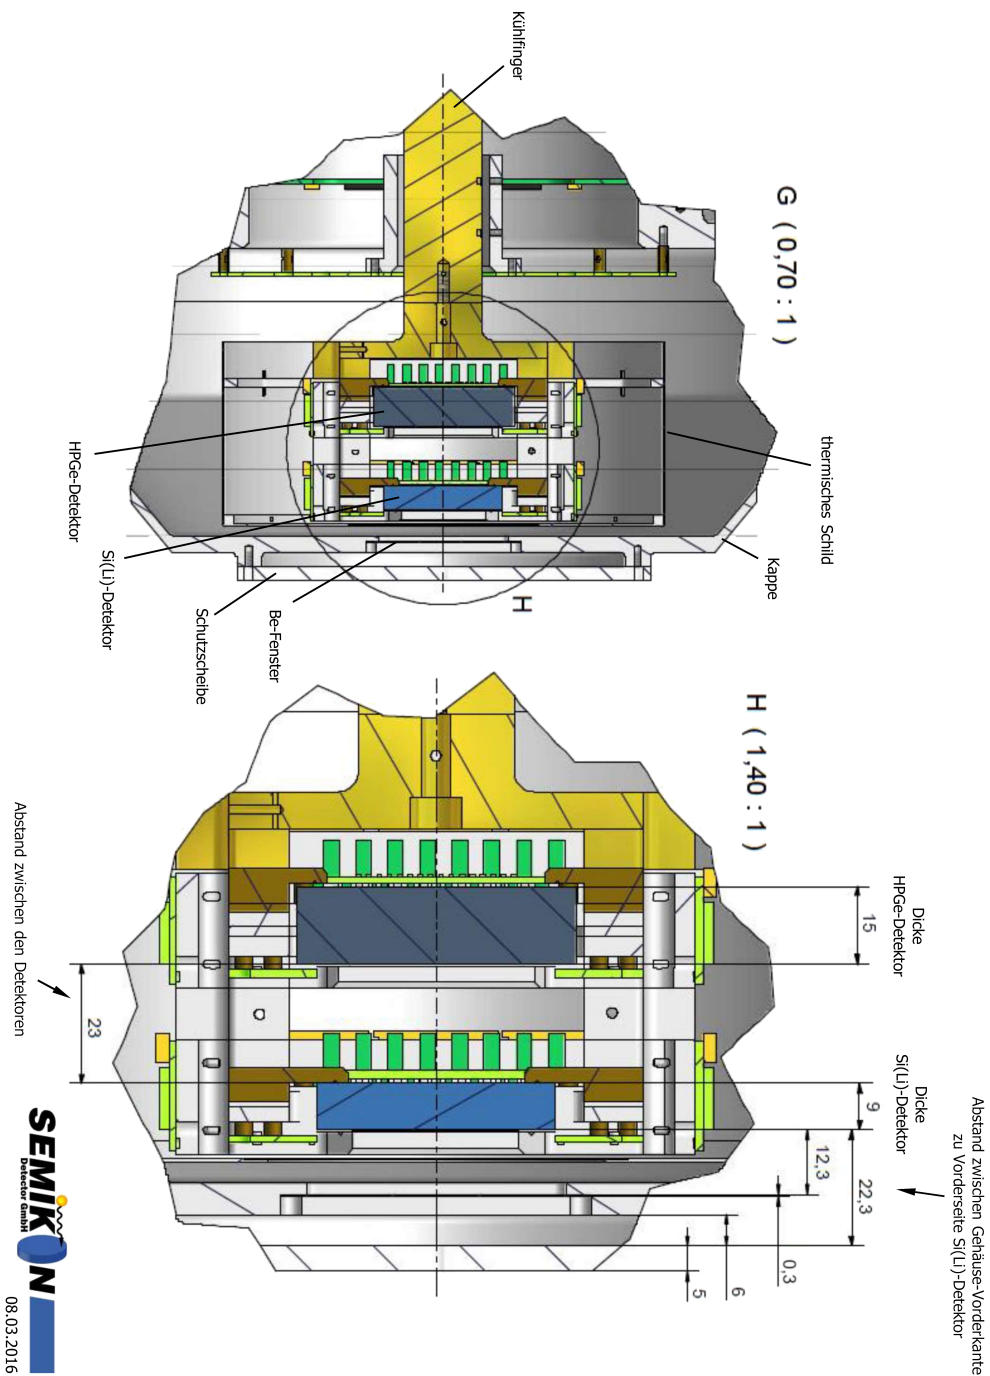 G ( 0,70 : 1 )
Kühlfinger
thermisches Schild
Kappe
HPGe-Detektor
Si(Li)-Detektor
Schutzscheibe
Be-Fenster
H
H ( 1,40 : 1 )
Dicke
HPGe-Detektor
15
Dicke
Si(Li)-Detektor
9
Abstand zwischen Gehäuse-Vorderkante
zu Vorderseite Si(Li)-Detektor
12,3
22,3
0,3
6
5
Abstand zwischen den Detektoren
23
SEMIKON
Detector GmbH
08.03.2016